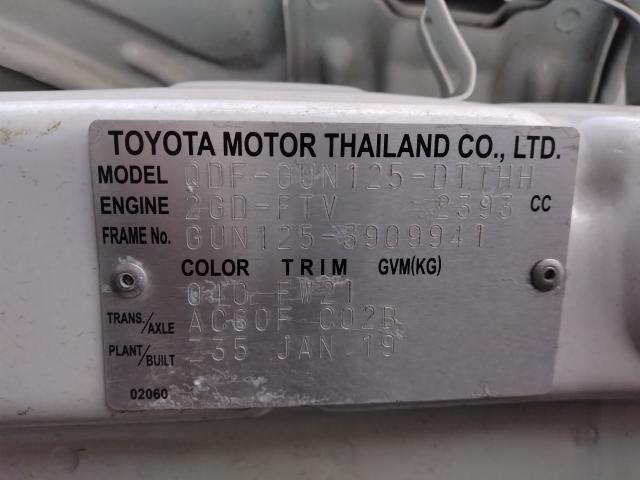 TOYOTA MOTOR THAILAND CO., LTD.
MODEL QDF-GUN125-DTTHH
ENGINE 2GD-FTV 2393 CC
FRAME No. GUN125-3909941
COLOR TRIM GVM(KG)
040 FW21
TRANS./AXLE AC60F C02B
PLANT/BUILT Z35 JAN 19
02060